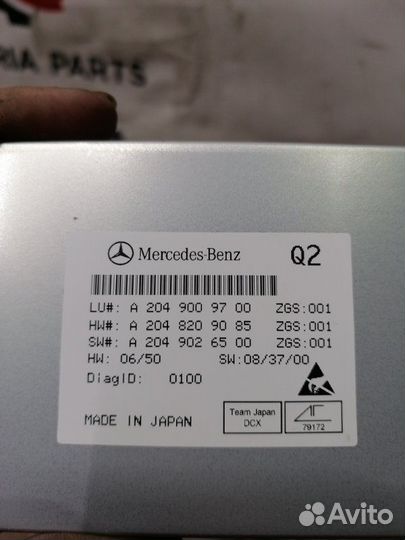 RIA PARTS
Mercedes-Benz Q2
LU#: A 204 900 97 00 ZGS:001
HW#: A 204 820 90 85 ZGS:001
SW#: A 204 902 65 00 ZGS:001
HW: 06/50 SW:08/37/00
DiagID: 0100
MADE IN JAPAN
Team Japan
DCX
79172
Avito